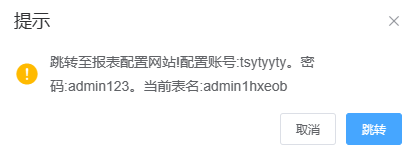 提示
跳转至报表配置网站!配置账号:tsytyyty。密
码:admin123。当前表名:admin1hxeob
取消
跳转